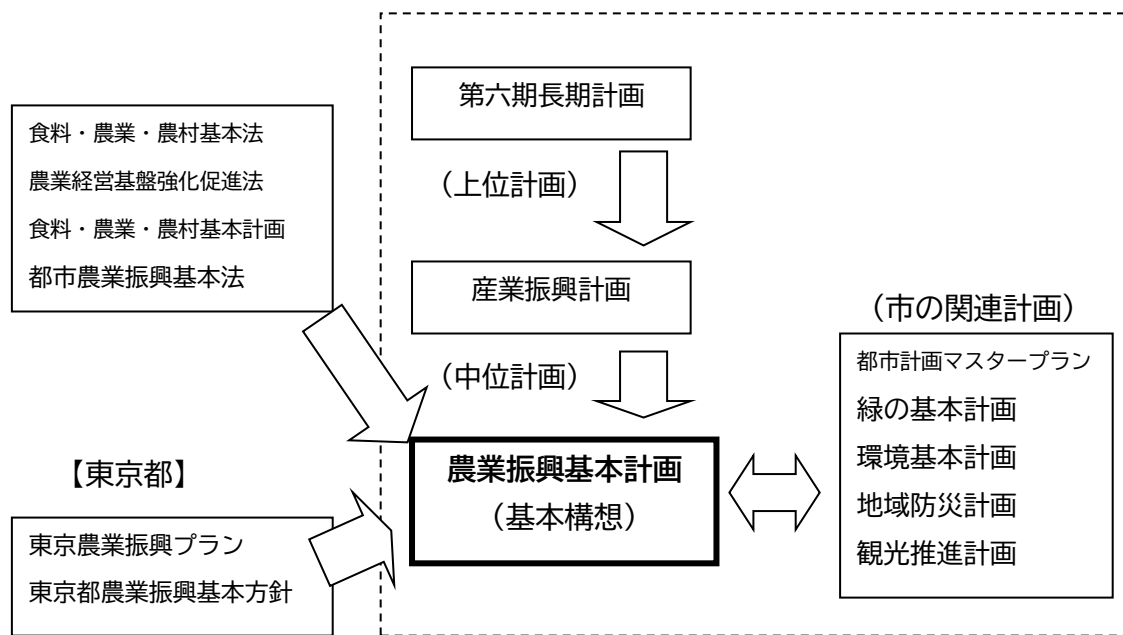 第六期長期計画
食料・農業・農村基本法
農業経営基盤強化促進法
食料・農業・農村基本計画
都市農業振興基本法
（上位計画）
産業振興計画
（市の関連計画）
（中位計画）
都市計画マスタープラン
緑の基本計画
環境基本計画
地域防災計画
観光推進計画
農業振興基本計画
（基本構想）
【東京都】
東京農業振興プラン
東京都農業振興基本方針